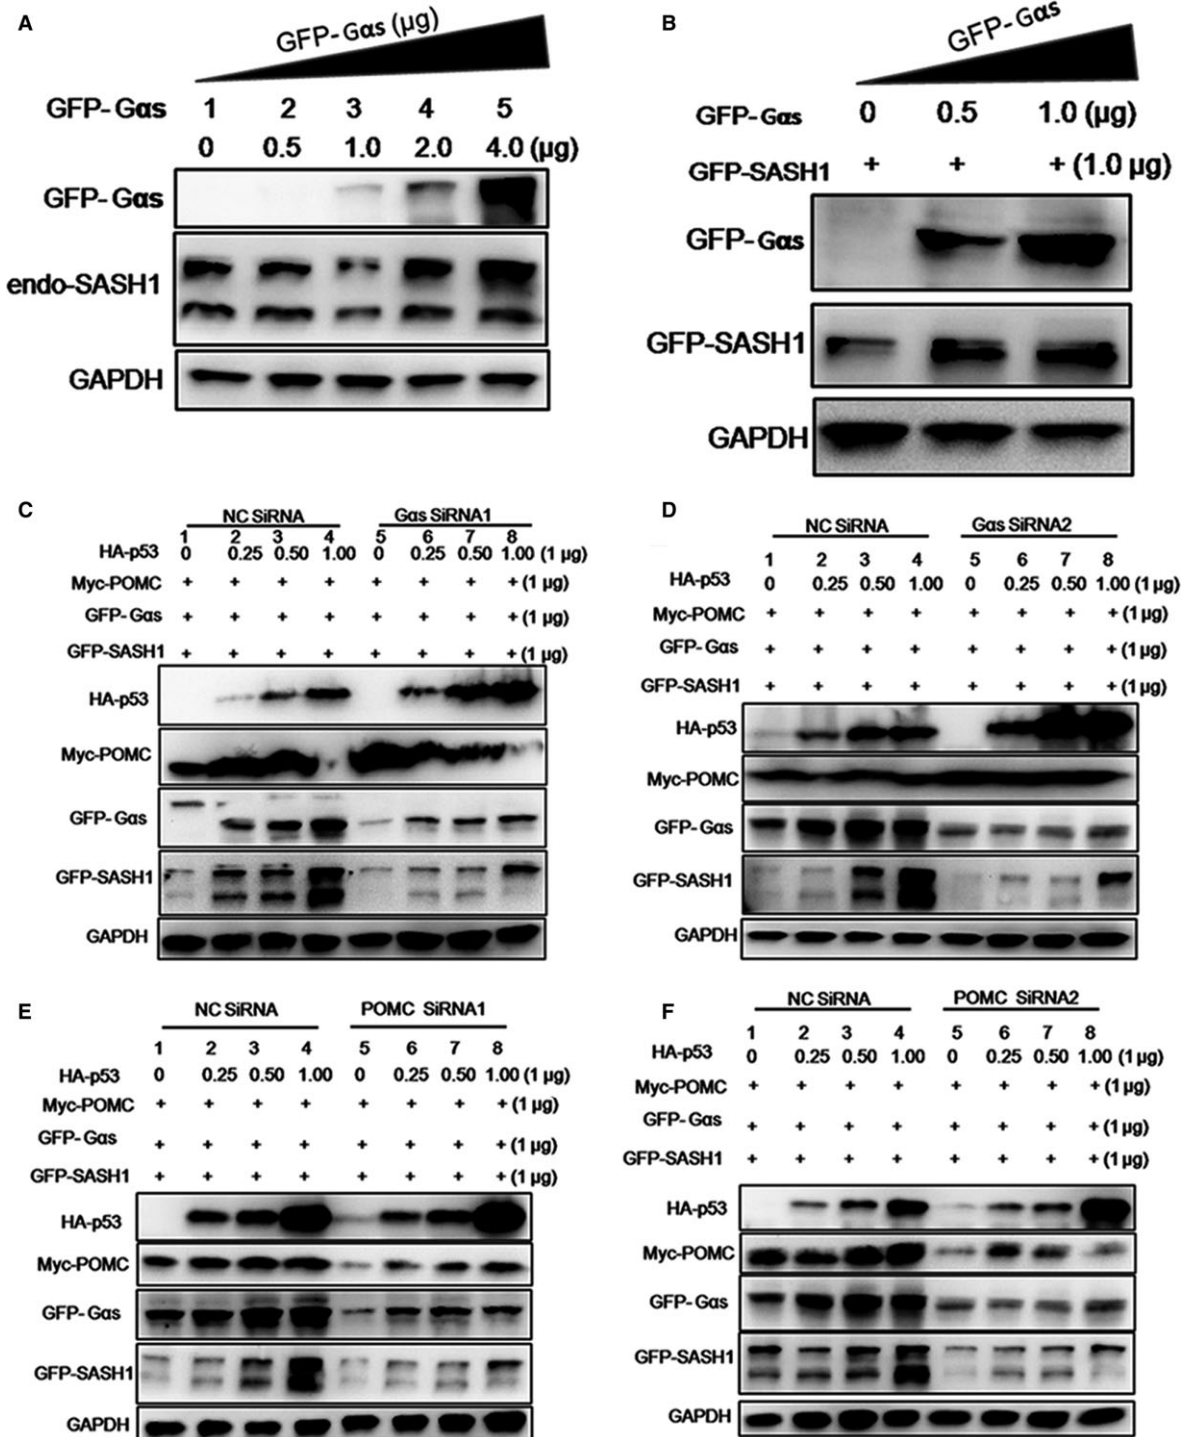 A
GFP-Gαs (μg)
GFP-Gαs 1 2 3 4 5
0 0.5 1.0 2.0 4.0 (μg)
GFP-Gαs
endo-SASH1
GAPDH
B
GFP-Gαs
GFP-Gαs 0 0.5 1.0 (μg)
GFP-SASH1 + + + (1.0 μg)
GFP-Gαs
GFP-SASH1
GAPDH
C
NC SiRNA Gαs SiRNA1
1 2 3 4 5 6 7 8
HA-p53 0 0.25 0.50 1.00 0 0.25 0.50 1.00 (1 μg)
Myc-POMC + + + + + + + + (1 μg)
GFP-Gαs + + + + + + + + (1 μg)
GFP-SASH1 + + + + + + + + (1 μg)
HA-p53
Myc-POMC
GFP-Gαs
GFP-SASH1
GAPDH
D
NC SiRNA Gαs SiRNA2
1 2 3 4 5 6 7 8
HA-p53 0 0.25 0.50 1.00 0 0.25 0.50 1.00 (1 μg)
Myc-POMC + + + + + + + + (1 μg)
GFP-Gαs + + + + + + + + (1 μg)
GFP-SASH1 + + + + + + + + (1 μg)
HA-p53
Myc-POMC
GFP-Gαs
GFP-SASH1
GAPDH
E
NC SiRNA POMC SiRNA1
1 2 3 4 5 6 7 8
HA-p53 0 0.25 0.50 1.00 0 0.25 0.50 1.00 (1 μg)
Myc-POMC + + + + + + + + (1 μg)
GFP-Gαs + + + + + + + + (1 μg)
GFP-SASH1 + + + + + + + + (1 μg)
HA-p53
Myc-POMC
GFP-Gαs
GFP-SASH1
GAPDH
F
NC SiRNA POMC SiRNA2
1 2 3 4 5 6 7 8
HA-p53 0 0.25 0.50 1.00 0 0.25 0.50 1.00 (1 μg)
Myc-POMC + + + + + + + + (1 μg)
GFP-Gαs + + + + + + + + (1 μg)
GFP-SASH1 + + + + + + + + (1 μg)
HA-p53
Myc-POMC
GFP-Gαs
GFP-SASH1
GAPDH